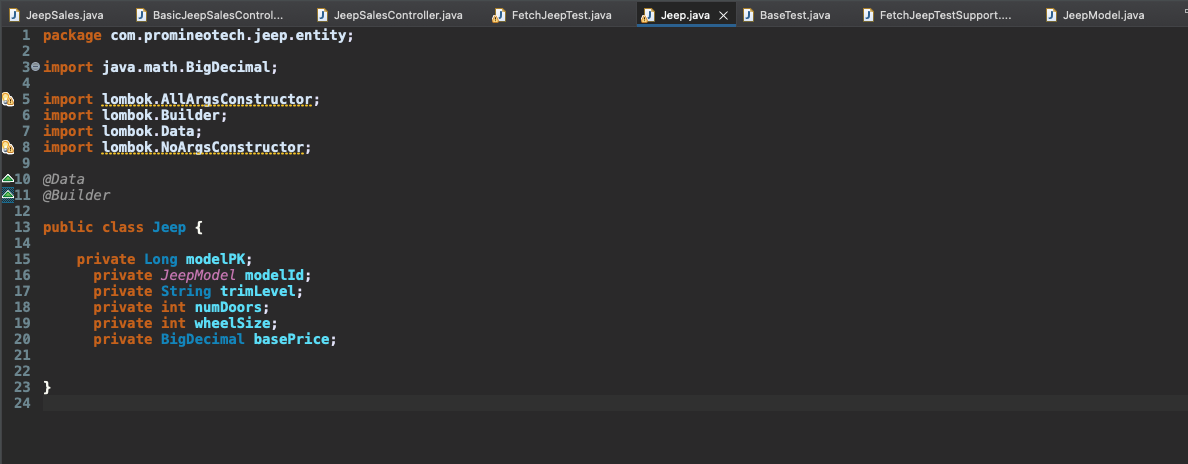 JeepSales.java BasicJeepSalesControl... JeepSalesController.java FetchJeepTest.java Jeep.java BaseTest.java FetchJeepTestSupport.... JeepModel.java
1 package com.promineotech.jeep.entity;
2
3 import java.math.BigDecimal;
4
5 import lombok.AllArgsConstructor;
6 import lombok.Builder;
7 import lombok.Data;
8 import lombok.NoArgsConstructor;
9
10 @Data
11 @Builder
12
13 public class Jeep {
14
15 private Long modelPK;
16 private JeepModel modelId;
17 private String trimLevel;
18 private int numDoors;
19 private int wheelSize;
20 private BigDecimal basePrice;
21
22
23 }
24